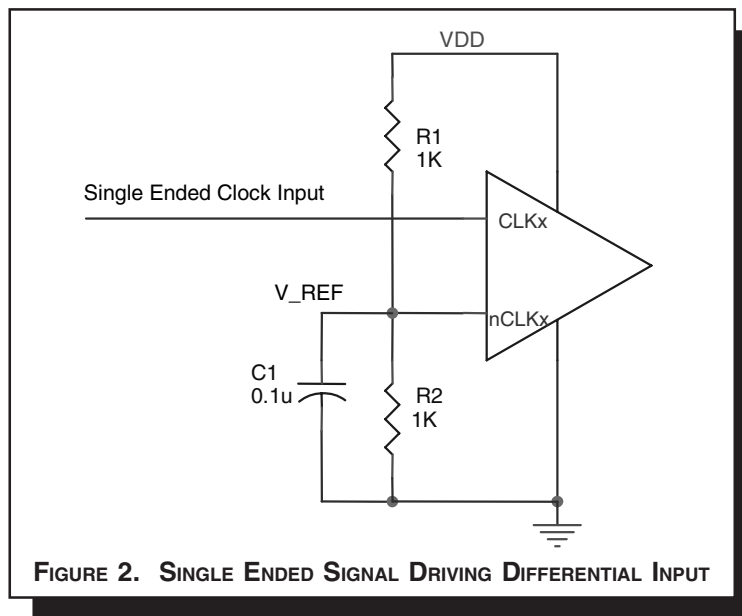 VDD
R1
1K
Single Ended Clock Input
CLKx
V_REF
nCLKx
C1
0.1u
R2
1K
FIGURE 2. SINGLE ENDED SIGNAL DRIVING DIFFERENTIAL INPUT